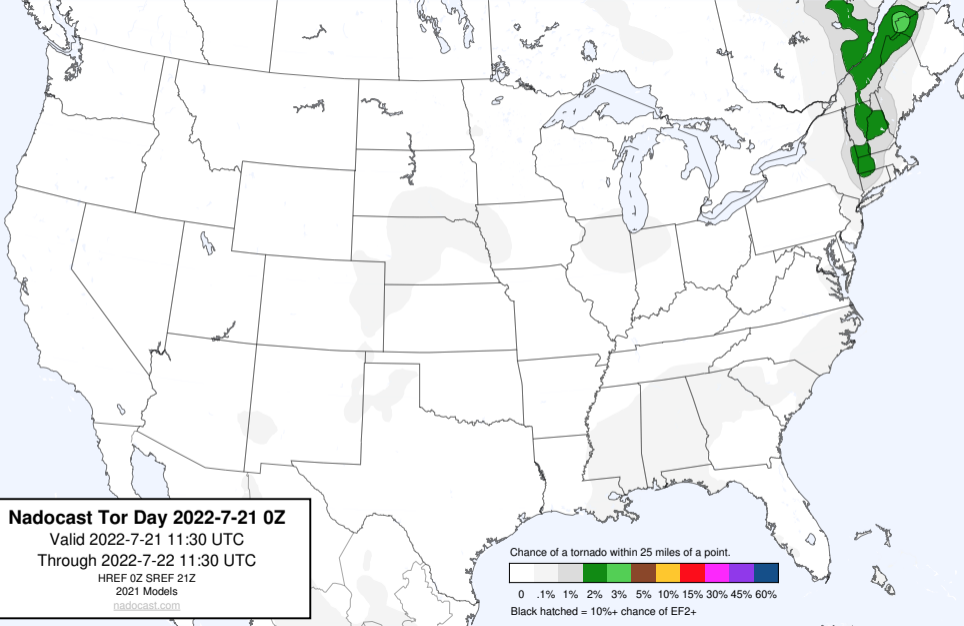 Nadocast Tor Day 2022-7-21 0Z
Valid 2022-7-21 11:30 UTC
Through 2022-7-22 11:30 UTC
HREF 0Z SREF 21Z
2021 Models
nadocast.com
Chance of a tornado within 25 miles of a point.
0 .1% 1% 2% 3% 5% 10% 15% 30% 45% 60%
Black hatched = 10%+ chance of EF2+